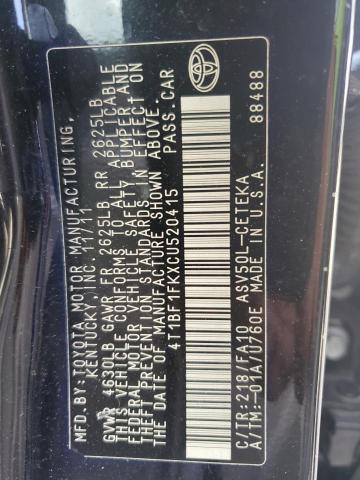 MFD. BY: TOYOTA MOTOR MANUFACTURING,
KENTUCKY, INC. 11/11
GVWR 4630LB GAWR FR 2625LB RR 2625LB
THIS VEHICLE CONFORMS TO ALL APPLICABLE
FEDERAL MOTOR VEHICLE SAFETY, BUMPER, AND
THEFT PREVENTION STANDARDS IN EFFECT ON
THE DATE OF MANUFACTURE SHOWN ABOVE.
4T1BF1FKXCU520415 PASS.CAR
C/TR:218/FA10 ASV50L-CETEKA
A/TM:-01A/U760E MADE IN U.S.A.
88488